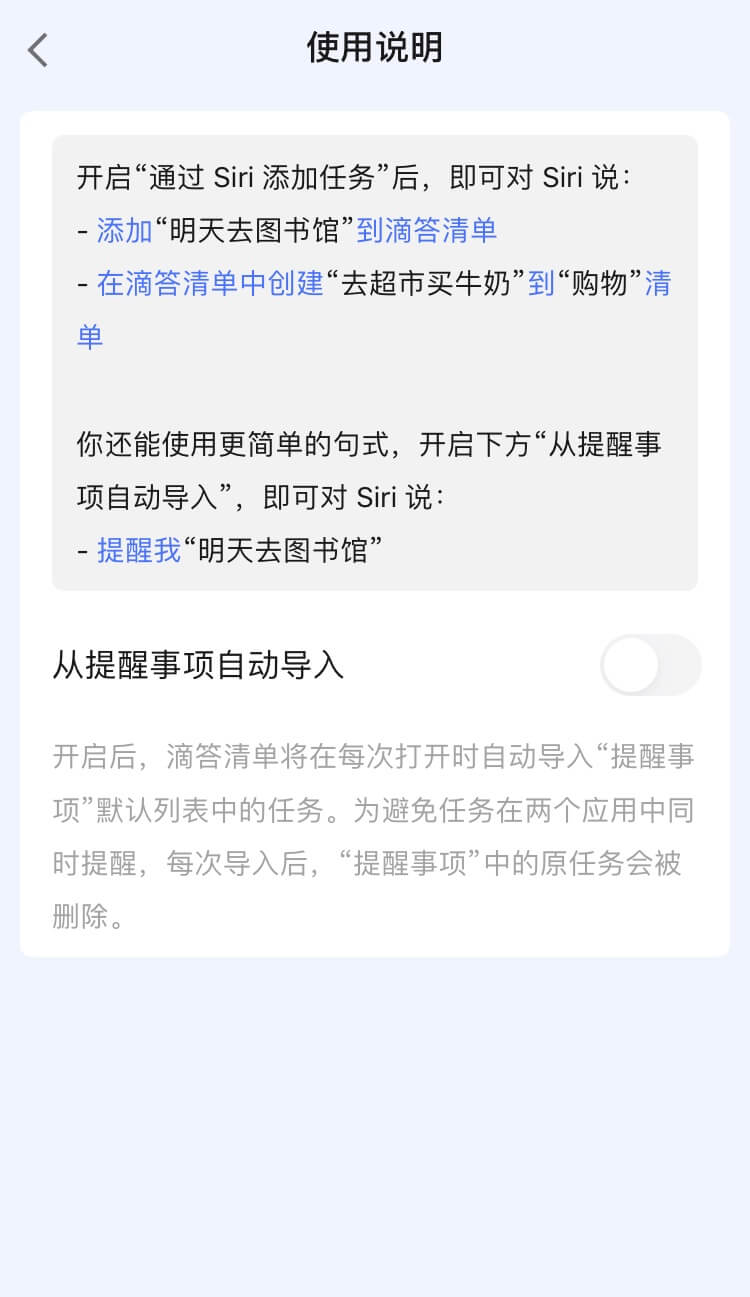 使用说明
开启“通过 Siri 添加任务”后，即可对 Siri 说：
- 添加“明天去图书馆”到滴答清单
- 在滴答清单中创建“去超市买牛奶”到“购物”清
单
你还能使用更简单的句式，开启下方“从提醒事
项自动导入”，即可对 Siri 说：
- 提醒我“明天去图书馆”
从提醒事项自动导入
开启后，滴答清单将在每次打开时自动导入“提醒事
项”默认列表中的任务。为避免任务在两个应用中同
时提醒，每次导入后，“提醒事项”中的原任务会被
删除。